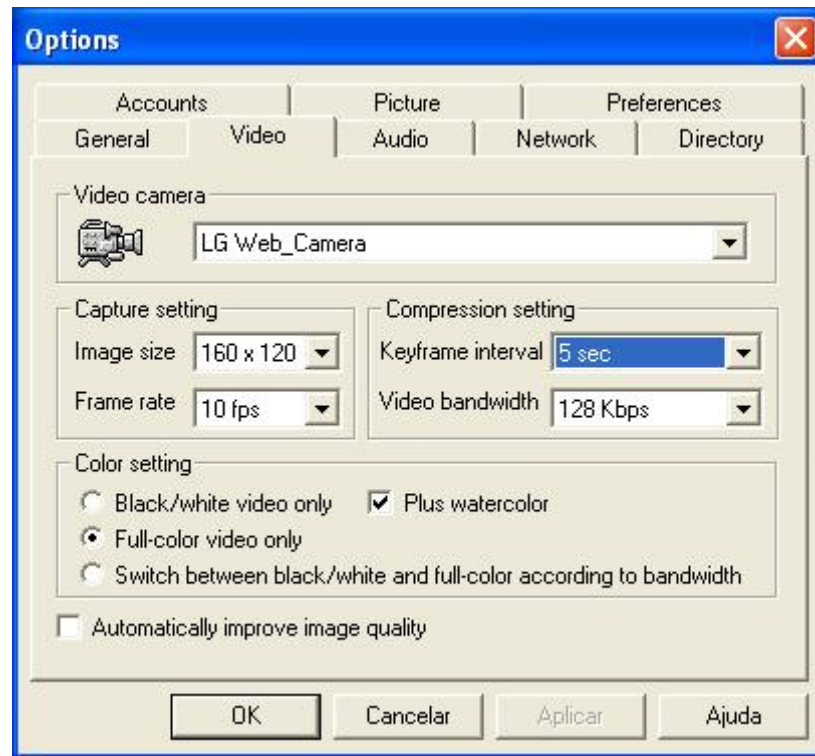 Options
Accounts Picture Preferences
General Video Audio Network Directory
Video camera
LG Web_Camera
Capture setting Compression setting
Image size 160 x 120 Keyframe interval 5 sec
Frame rate 10 fps Video bandwidth 128 Kbps
Color setting
Black/white video only Plus watercolor
Full-color video only
Switch between black/white and full-color according to bandwidth
Automatically improve image quality
OK Cancelar Aplicar Ajuda